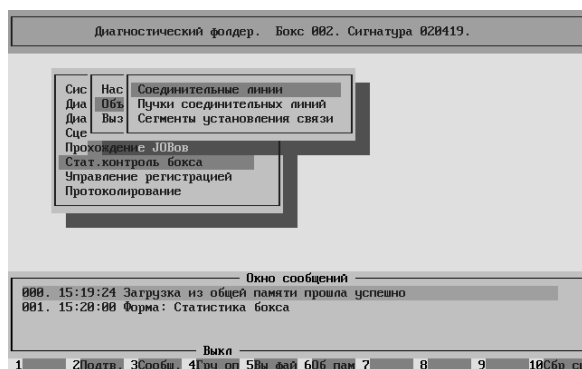 Диагностический фолдер. Бокс 002. Сигнатура 020419.
Сис Нас Соединительные линии
Диа Объ Пучки соединительных линий
Диа Выз Сегменты установления связи
Сце
Прохождение JOBов
Стат.контроль бокса
Управление регистрацией
Протоколирование
Окно сообщений
000. 15:19:24 Загрузка из общей памяти прошла успешно
001. 15:20:00 Форма: Статистика бокса
Выкл
1 2Подтв. 3Сообщ. 4Гру оп 5Вы фай 6Об пам 7 8 9 10Сбр